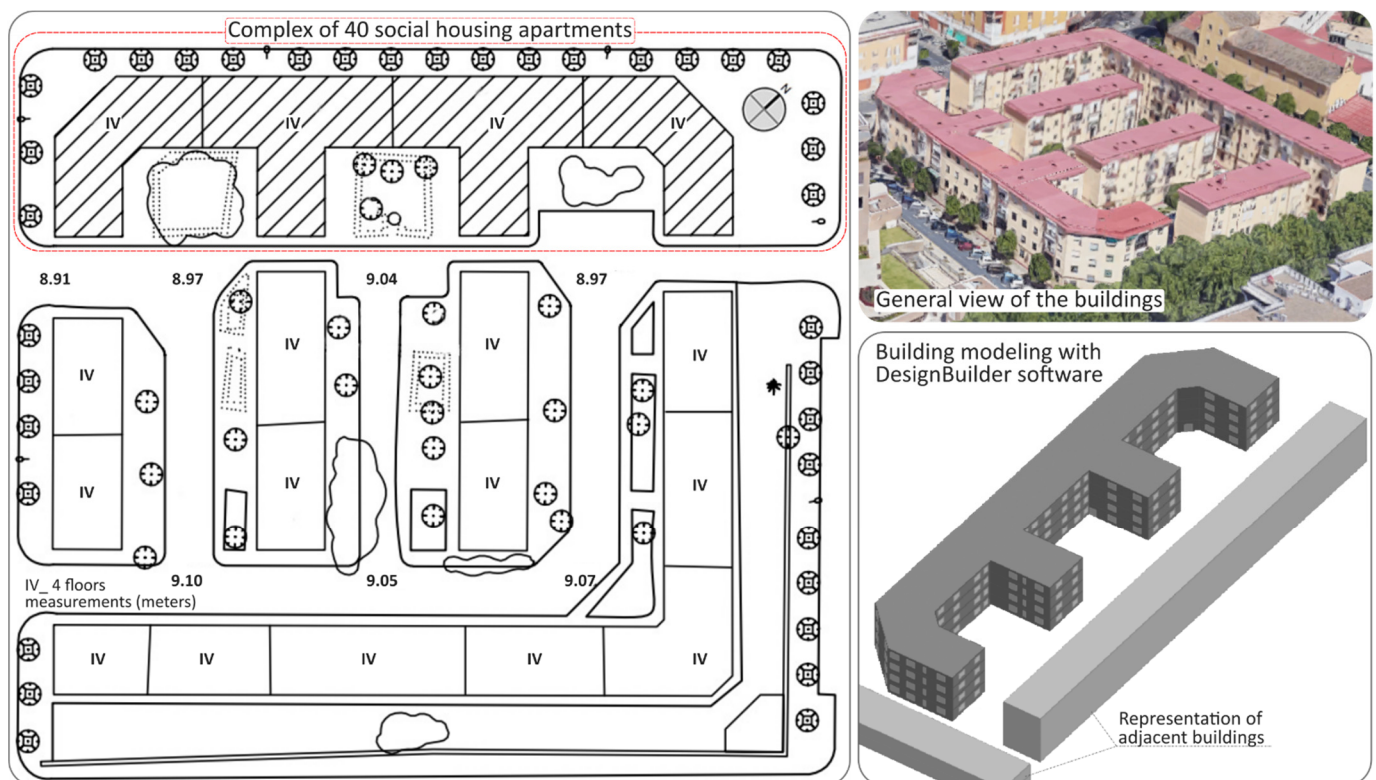 Complex of 40 social housing apartments
N
IV
IV
IV
IV
8.91
8.97
9.04
8.97
IV
IV
IV
IV
IV
IV
IV
IV
IV_ 4 floors
measurements (meters)
9.10
9.05
9.07
IV
IV
IV
IV
IV
General view of the buildings
Building modeling with
DesignBuilder software
Representation of
adjacent buildings